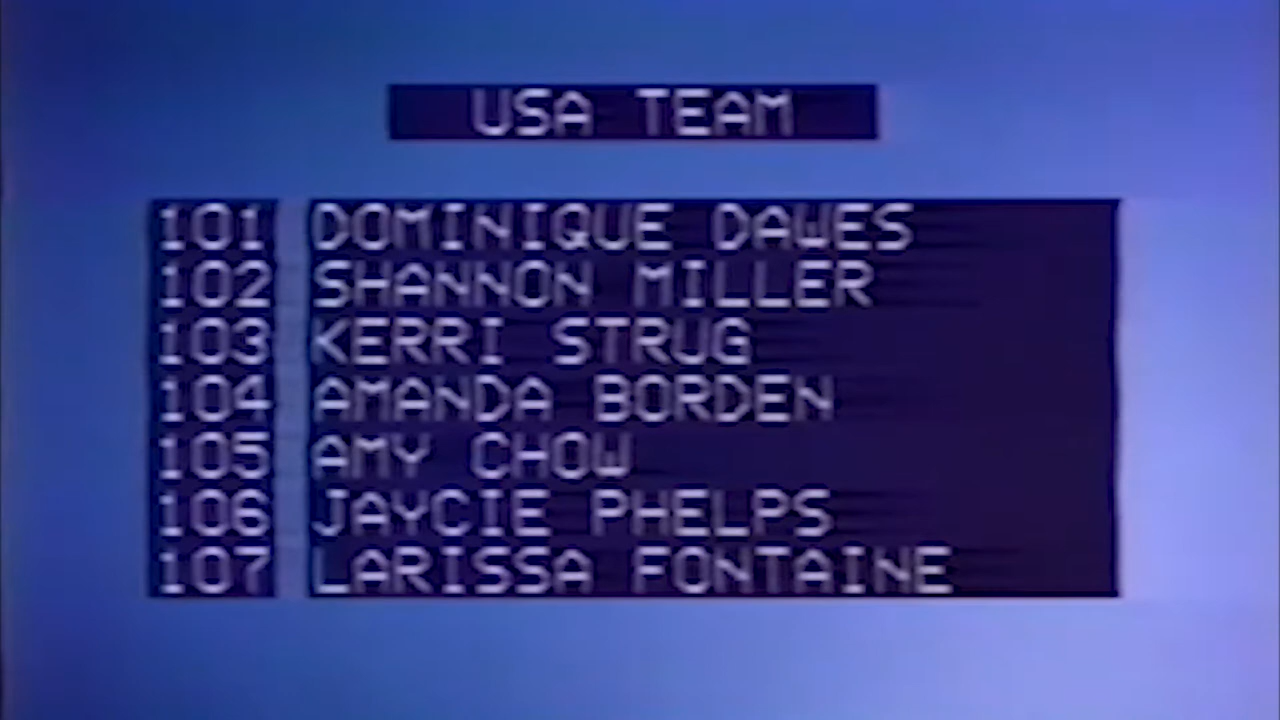 USA TEAM
101 DOMINIQUE DAWES
102 SHANNON MILLER
103 KERRI STRUG
104 AMANDA BORDEN
105 AMY CHOW
106 JAYCIE PHELPS
107 LARISSA FONTAINE